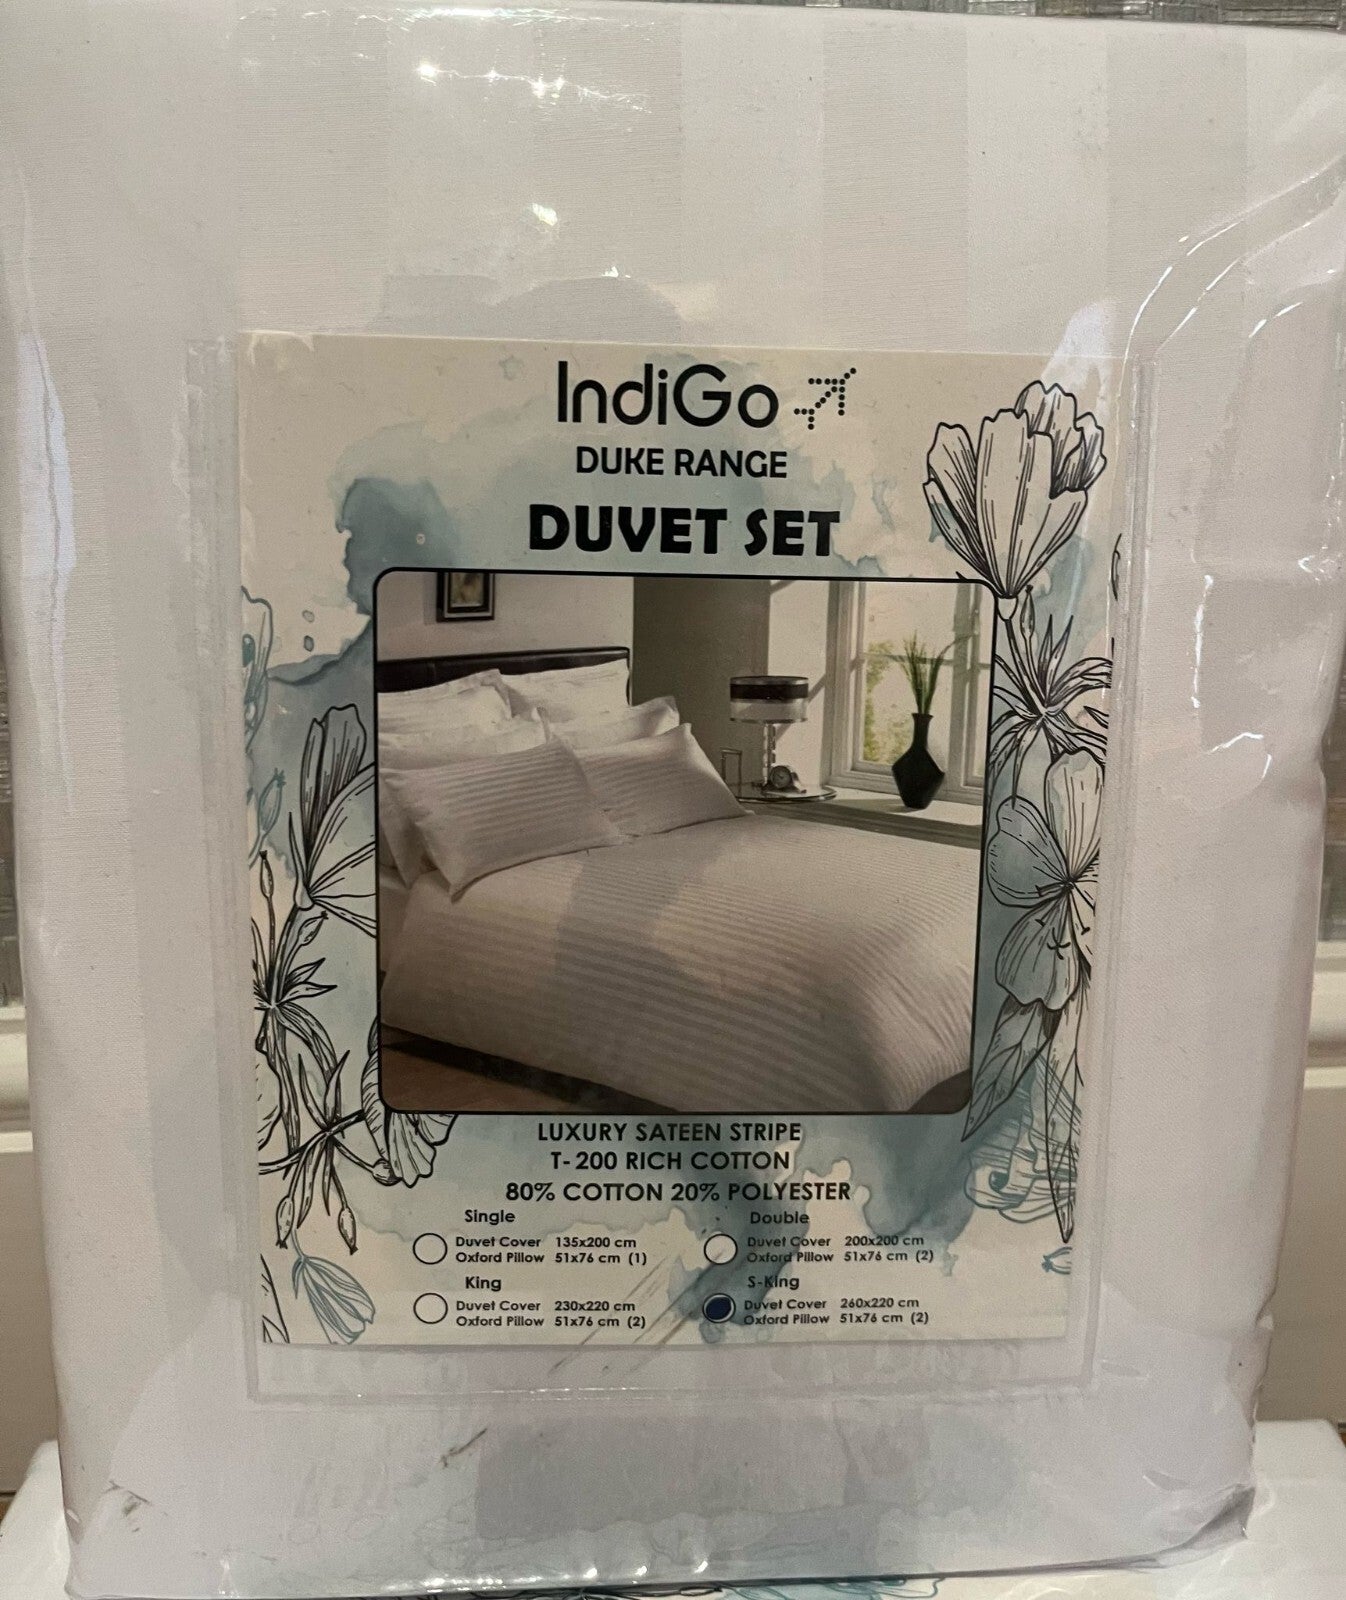 IndiGo
DUKE RANGE
DUVET SET
LUXURY SATEEN STRIPE
T-200 RICH COTTON
80% COTTON 20% POLYESTER
Single
Duvet Cover 135x200 cm
Oxford Pillow 51x76 cm (1)
Double
Duvet Cover 200x200 cm
Oxford Pillow 51x76 cm (2)
King
Duvet Cover 230x220 cm
Oxford Pillow 51x76 cm (2)
S-King
Duvet Cover 260x220 cm
Oxford Pillow 51x76 cm (2)